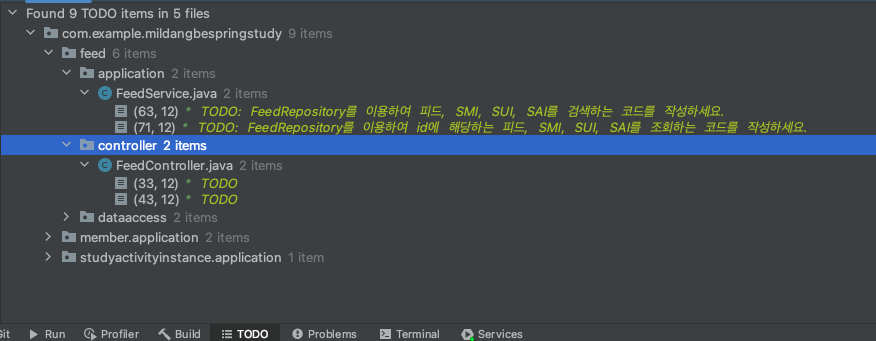 Found 9 TODO items in 5 files
com.example.mildangbespringstudy 9 items
feed 6 items
application 2 items
FeedService.java 2 items
(63, 12) * TODO: FeedRepository를 이용하여 피드, SMI, SUI, SAI를 검색하는 코드를 작성하세요.
(71, 12) * TODO: FeedRepository를 이용하여 id에 해당하는 피드, SMI, SUI, SAI를 조회하는 코드를 작성하세요.
controller 2 items
FeedController.java 2 items
(33, 12) * TODO
(43, 12) * TODO
dataaccess 2 items
member.application 2 items
studyactivityinstance.application 1 item
Git Run Profiler Build TODO Problems Terminal Services